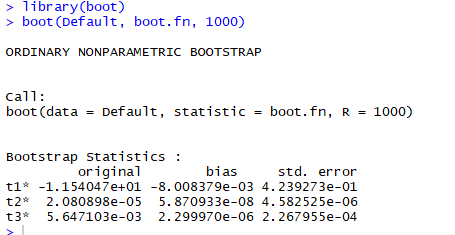 > library(boot)
> boot(Default, boot.fn, 1000)
ORDINARY NONPARAMETRIC BOOTSTRAP
Call:
boot(data = Default, statistic = boot.fn, R = 1000)
Bootstrap Statistics :
original bias std. error
t1* -1.154047e+01 -8.008379e-03 4.239273e-01
t2* 2.080898e-05 5.870933e-08 4.582525e-06
t3* 5.647103e-03 2.299970e-06 2.267955e-04
>